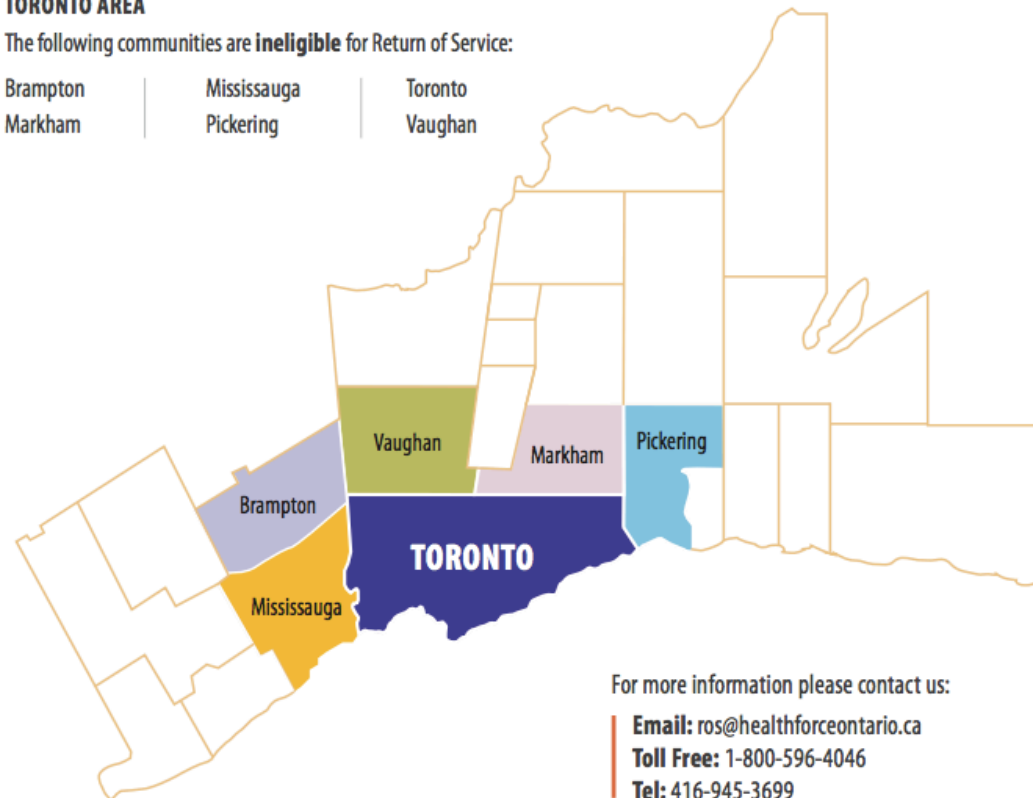 TORONTO AREA
The following communities are ineligible for Return of Service:
Brampton Mississauga Toronto
Markham Pickering Vaughan
Vaughan
Markham
Pickering
Brampton
TORONTO
Mississauga
For more information please contact us:
Email: ros@healthforceontario.ca
Toll Free: 1-800-596-4046
Tel: 416-945-3699